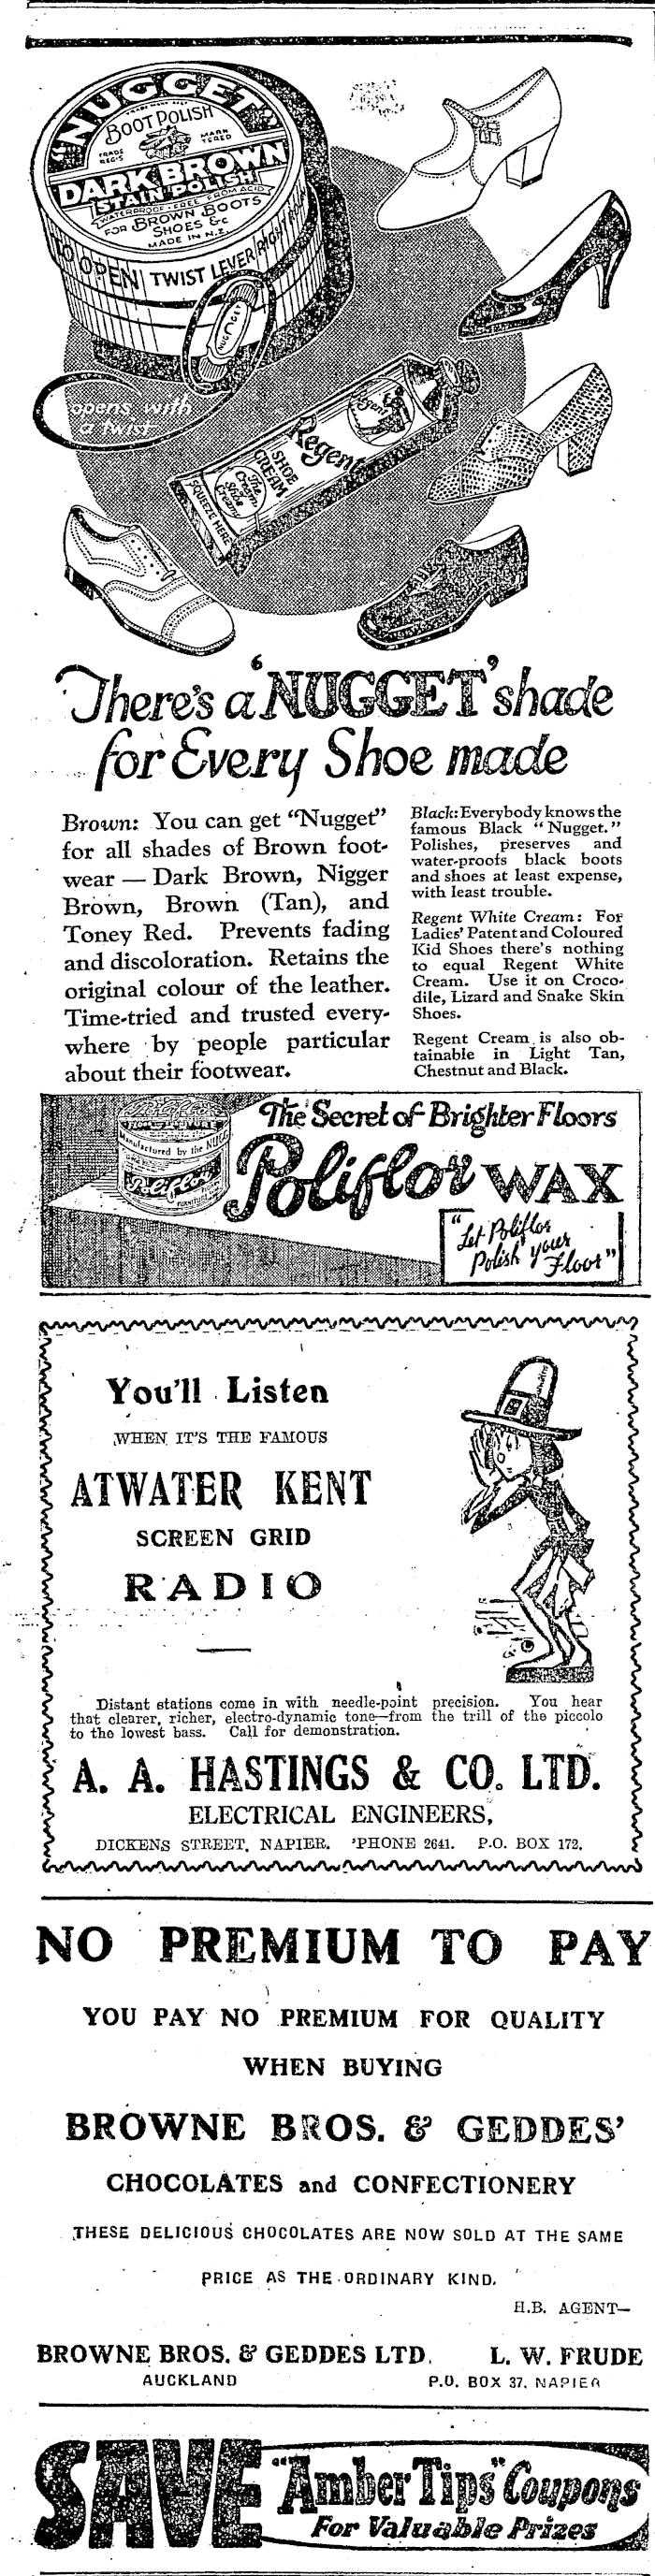 "NUGGET"
BOOT POLISH
TRADE MARK
REG'S TERED
DARK BROWN
STAIN POLISH
WATERPROOF-FREE FROM ACID
FOR BROWN BOOTS
SHOES &c
MADE IN N.Z.
TO OPEN TWIST LEVER RIGHT
NUGGET
opens with
a twist
Regent
Regent
SHOE
CREAM
The
Cream
Shoe
Cream
SQUEEZE HERE
There's a 'NUGGET' shade
for Every Shoe made
Brown: You can get "Nugget"
for all shades of Brown foot-
wear — Dark Brown, Nigger
Brown, Brown (Tan), and
Toney Red. Prevents fading
and discoloration. Retains the
original colour of the leather.
Time-tried and trusted every-
where by people particular
about their footwear.
Black: Everybody knows the
famous Black "Nugget."
Polishes, preserves and
water-proofs black boots
and shoes at least expense,
with least trouble.
Regent White Cream: For
Ladies' Patent and Coloured
Kid Shoes there's nothing
to equal Regent White
Cream. Use it on Croco-
dile, Lizard and Snake Skin
Shoes.
Regent Cream is also ob-
tainable in Light Tan,
Chestnut and Black.
The Secret of Brighter Floors
Poliflor WAX
Manufactured by the NUGG
Poliflor
"Let Poliflor
Polish your
Floor"
You'll Listen
WHEN IT'S THE FAMOUS
ATWATER KENT
SCREEN GRID
RADIO
Distant stations come in with needle-point precision. You hear
that clearer, richer, electro-dynamic tone—from the trill of the piccolo
to the lowest bass. Call for demonstration.
A. A. HASTINGS & CO. LTD.
ELECTRICAL ENGINEERS,
DICKENS STREET, NAPIER. 'PHONE 2641. P.O. BOX 172.
NO PREMIUM TO PAY
YOU PAY NO PREMIUM FOR QUALITY
WHEN BUYING
BROWNE BROS. & GEDDES'
CHOCOLATES and CONFECTIONERY
THESE DELICIOUS CHOCOLATES ARE NOW SOLD AT THE SAME
PRICE AS THE ORDINARY KIND.
H.B. AGENT—
BROWNE BROS. & GEDDES LTD. L. W. FRUDE
AUCKLAND P.O. BOX 37. NAPIER
SAVE "Amber Tips" Coupons
For Valuable Prizes